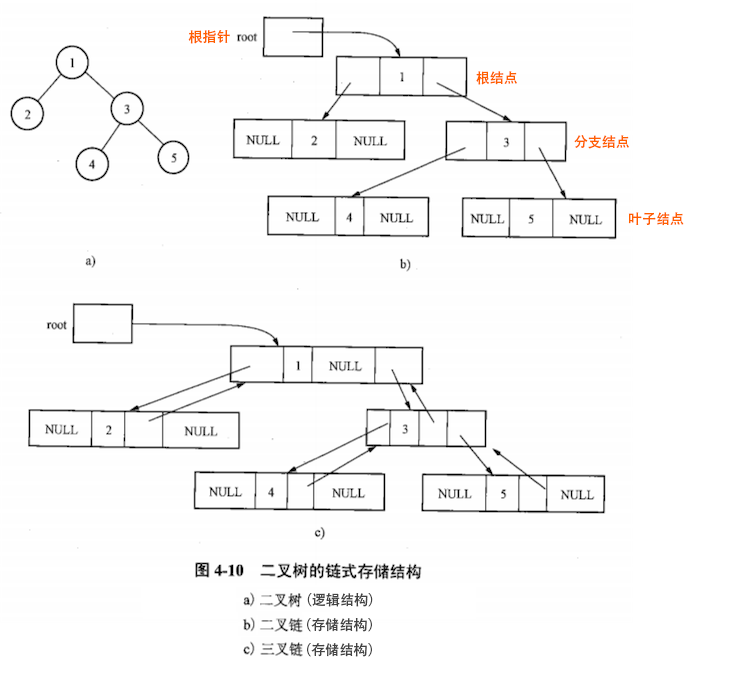 根指针 root
1
根结点
1
2
3
4
5
NULL 2 NULL
3
分支结点
NULL 4 NULL
NULL 5 NULL
叶子结点
a)
b)
root
1 NULL
NULL 2 NULL
3
NULL 4 NULL
NULL 5 NULL
c)
图 4-10 二叉树的链式存储结构
a) 二叉树(逻辑结构)
b) 二叉链(存储结构)
c) 三叉链(存储结构)